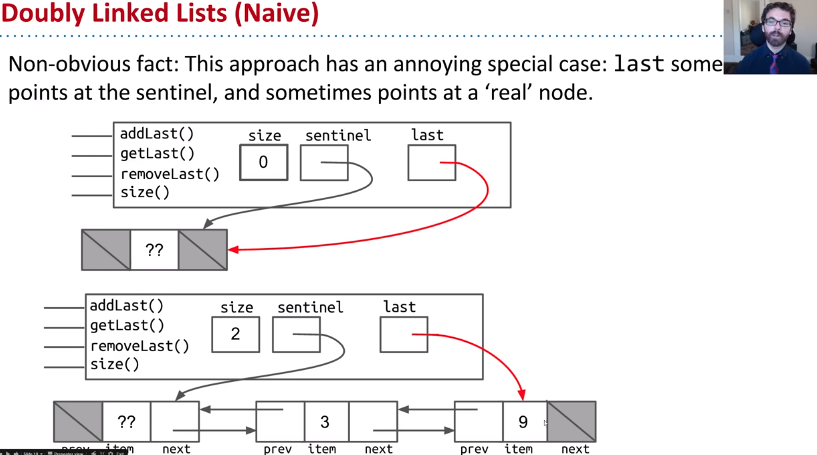 Doubly Linked Lists (Naive)
Non-obvious fact: This approach has an annoying special case: last some
points at the sentinel, and sometimes points at a ‘real’ node.
addLast()
getLast()
removeLast()
size()
size sentinel last
0
??
addLast()
getLast()
removeLast()
size()
size sentinel last
2
?? 3 9
prev item next prev item next prev item next